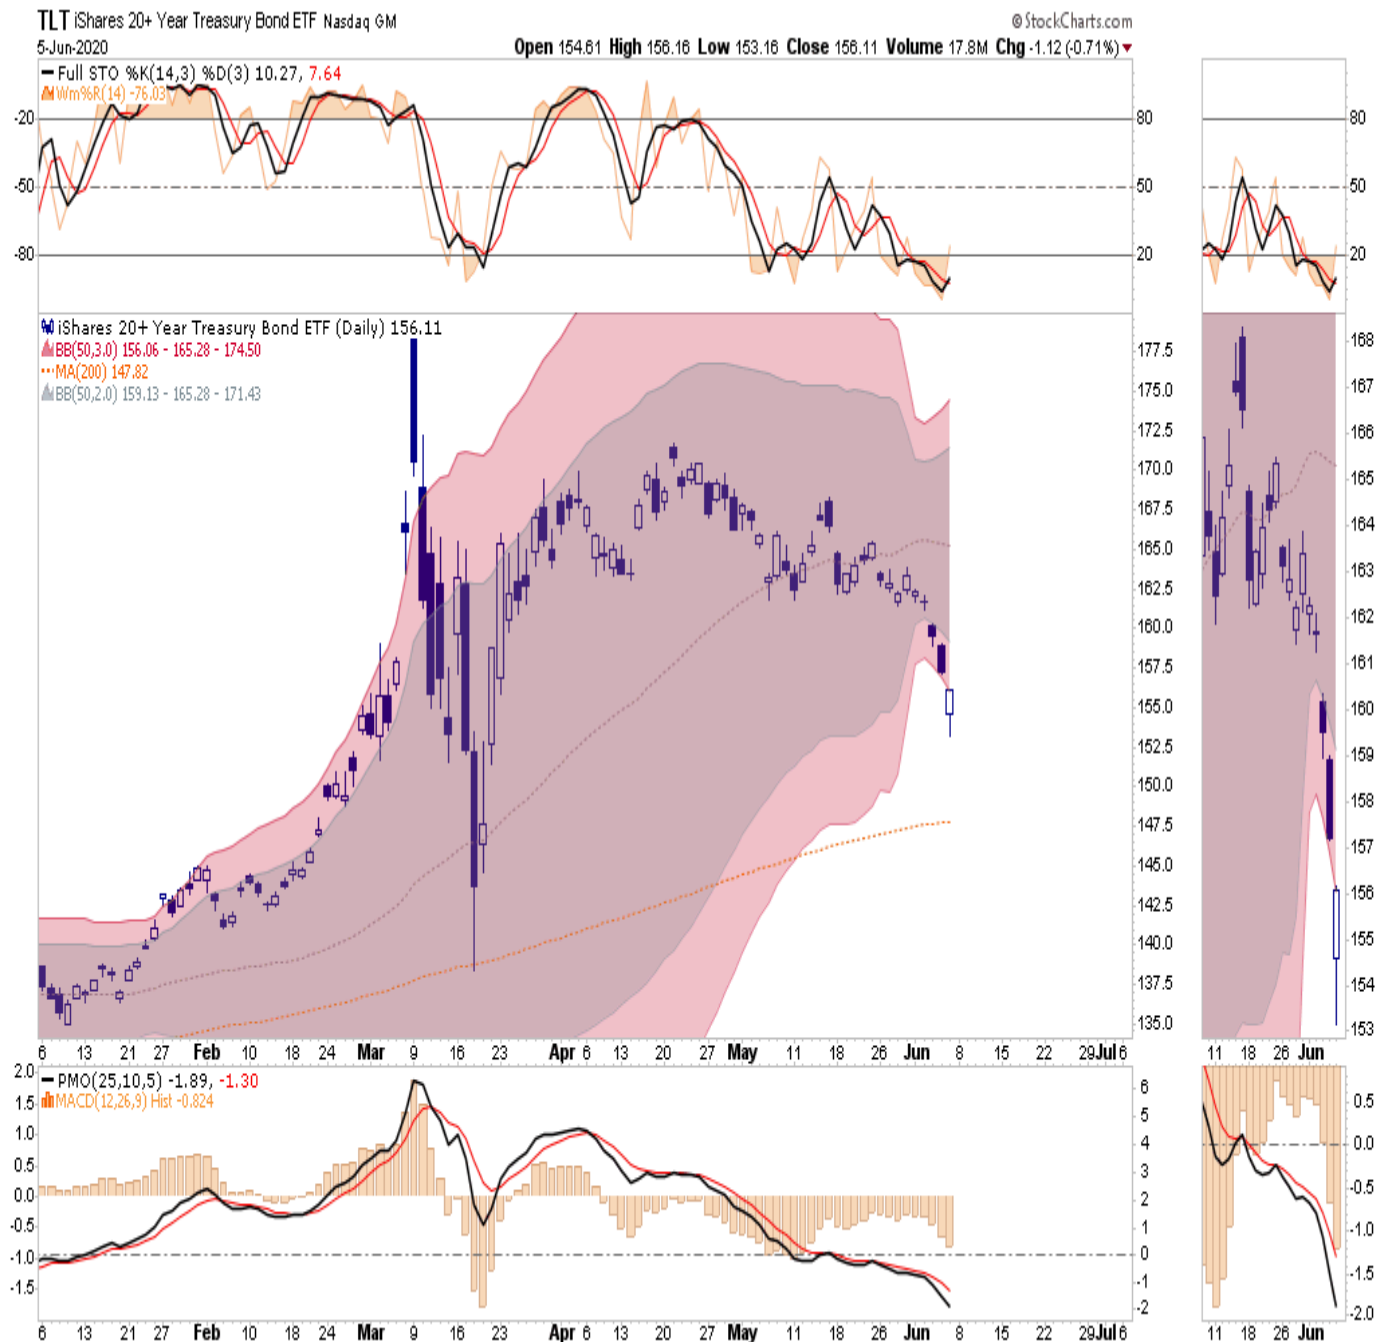 TLT iShares 20+ Year Treasury Bond ETF Nasdaq GM © StockCharts.com
5-Jun-2020 Open 154.61 High 156.16 Low 153.16 Close 156.11 Volume 17.8M Chg -1.12 (-0.71%)
Full STO %K(14,3) %D(3) 10.27, 7.64
Wm%R(14) -76.03
-20 80 80
-50 50 50
-80 20 20
iShares 20+ Year Treasury Bond ETF (Daily) 156.11
BB(50,3.0) 156.06 - 165.28 - 174.50
MA(200) 147.82
BB(50,2.0) 159.13 - 165.28 - 171.43
177.5 168
175.0 167
172.5 166
170.0 165
167.5 164
165.0 163
162.5 162
160.0 161
157.5 160
155.0 159
152.5 158
150.0 157
147.5 156
145.0 155
142.5 154
140.0 153
137.5
135.0
6 13 21 27 Feb 10 18 24 Mar 9 16 23 Apr 6 13 20 27 May 11 18 26 Jun 8 15 22 29 Jul 6 11 18 26 Jun
PMO(25,10,5) -1.89, -1.30
MACD(12,26,9) Hist -0.824
2.0 6
1.5 5 0.5
1.0 4 0.0
0.5 3 -0.5
0.0 2 -1.0
-0.5 1 -1.5
-1.0 0 -2.0
-1.5 -1
-2
6 13 21 27 Feb 10 18 24 Mar 9 16 23 Apr 6 13 20 27 May 11 18 26 Jun 8 15 22 29 Jul 6 11 18 26 Jun